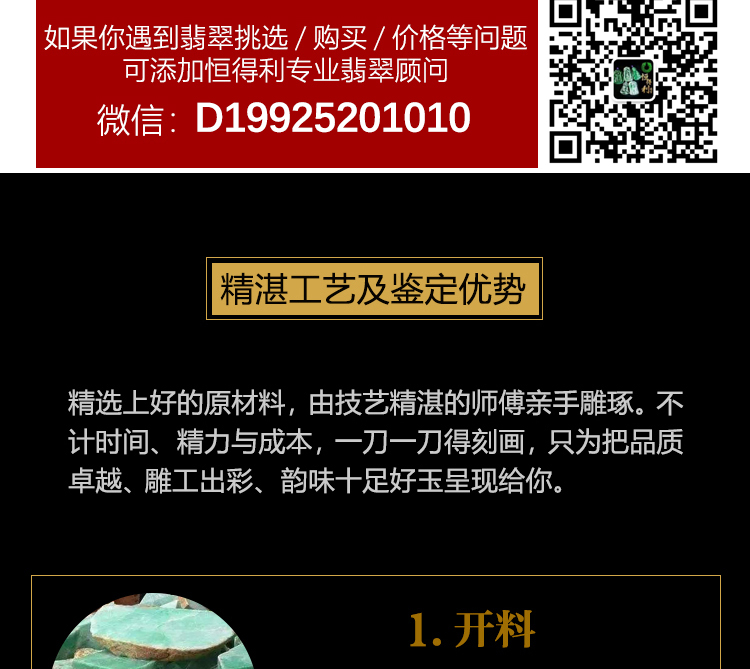 如果你遇到翡翠挑选 / 购买 / 价格等问题
可添加恒得利专业翡翠顾问
微信：D19925201010
精湛工艺及鉴定优势
精选上好的原材料，由技艺精湛的师傅亲手雕琢。不
计时间、精力与成本，一刀一刀得刻画，只为把品质
卓越、雕工出彩、韵味十足好玉呈现给你。
1. 开料